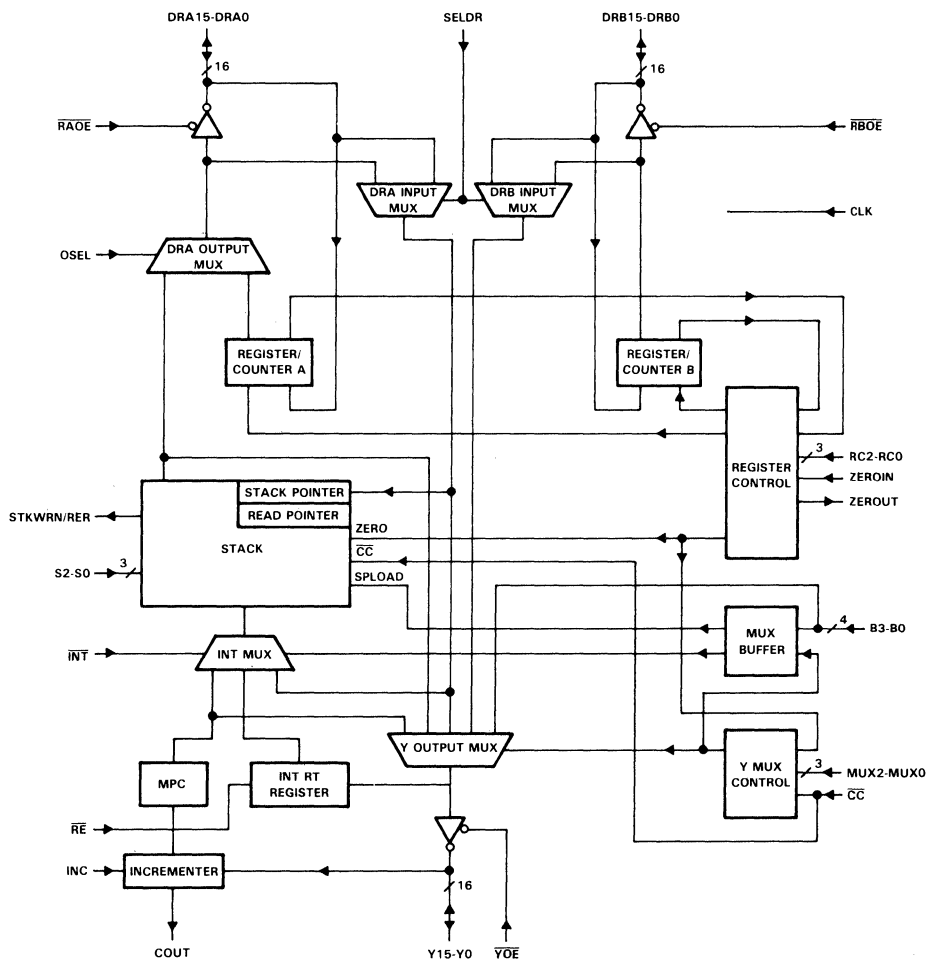 DRA15-DRA0
SELDR
DRB15-DRB0
16
16
RAOE
RBOE
DRA INPUT
MUX
DRB INPUT
MUX
CLK
OSEL
DRA OUTPUT
MUX
REGISTER/
COUNTER A
REGISTER/
COUNTER B
REGISTER
CONTROL
3
RC2-RC0
ZEROIN
ZEROUT
STACK POINTER
READ POINTER
STKWRN/RER
STACK
ZERO
CC
S2-S0
3
SPLOAD
MUX
BUFFER
4
B3-B0
INT
INT MUX
Y OUTPUT MUX
Y MUX
CONTROL
3
MUX2-MUX0
CC
MPC
INT RT
REGISTER
RE
INC
INCREMENTER
16
COUT
Y15-Y0
YOE